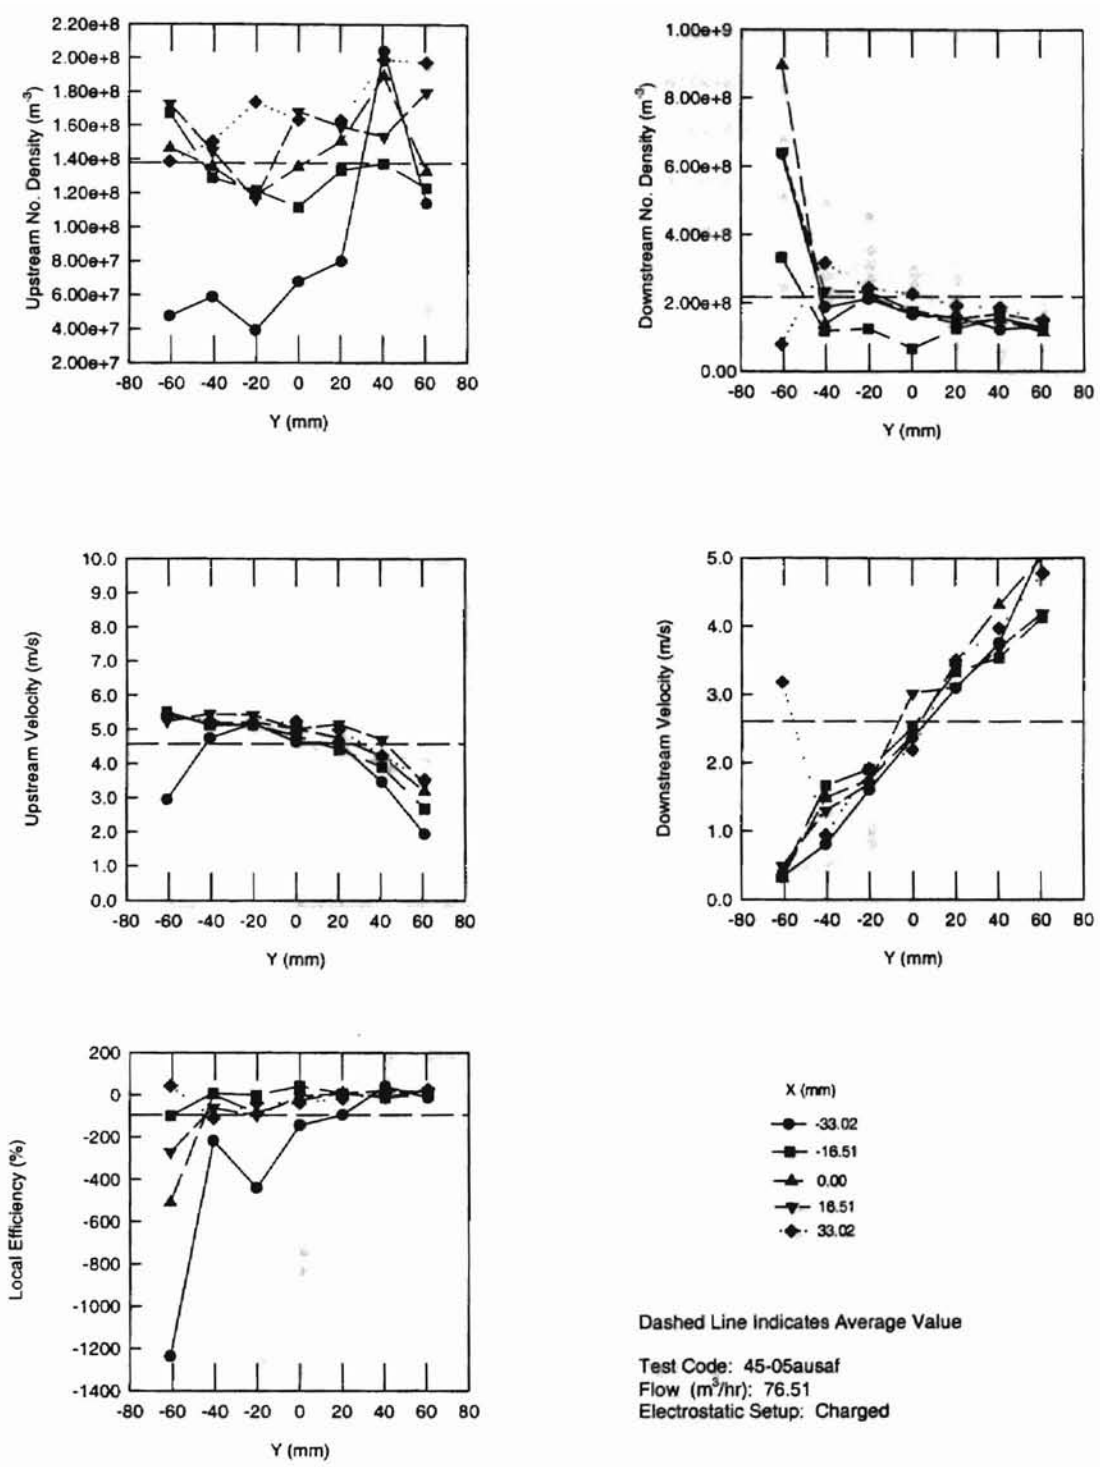 2.20e+8
2.00e+8
1.80e+8
1.60e+8
1.40e+8
1.20e+8
1.00e+8
8.00e+7
6.00e+7
4.00e+7
2.00e+7
Upstream No. Density (m⁻³)
-80 -60 -40 -20 0 20 40 60 80
Y (mm)
1.00e+9
8.00e+8
6.00e+8
4.00e+8
2.00e+8
0.00
Downstream No. Density (m⁻³)
-80 -60 -40 -20 0 20 40 60 80
Y (mm)
10.0
9.0
8.0
7.0
6.0
5.0
4.0
3.0
2.0
1.0
0.0
Upstream Velocity (m/s)
-80 -60 -40 -20 0 20 40 60 80
Y (mm)
5.0
4.0
3.0
2.0
1.0
0.0
Downstream Velocity (m/s)
-80 -60 -40 -20 0 20 40 60 80
Y (mm)
200
0
-200
-400
-600
-800
-1000
-1200
-1400
Local Efficiency (%)
-80 -60 -40 -20 0 20 40 60 80
Y (mm)
X (mm)
-33.02
-16.51
0.00
16.51
33.02
Dashed Line Indicates Average Value
Test Code: 45-05ausaf
Flow (m³/hr): 76.51
Electrostatic Setup: Charged